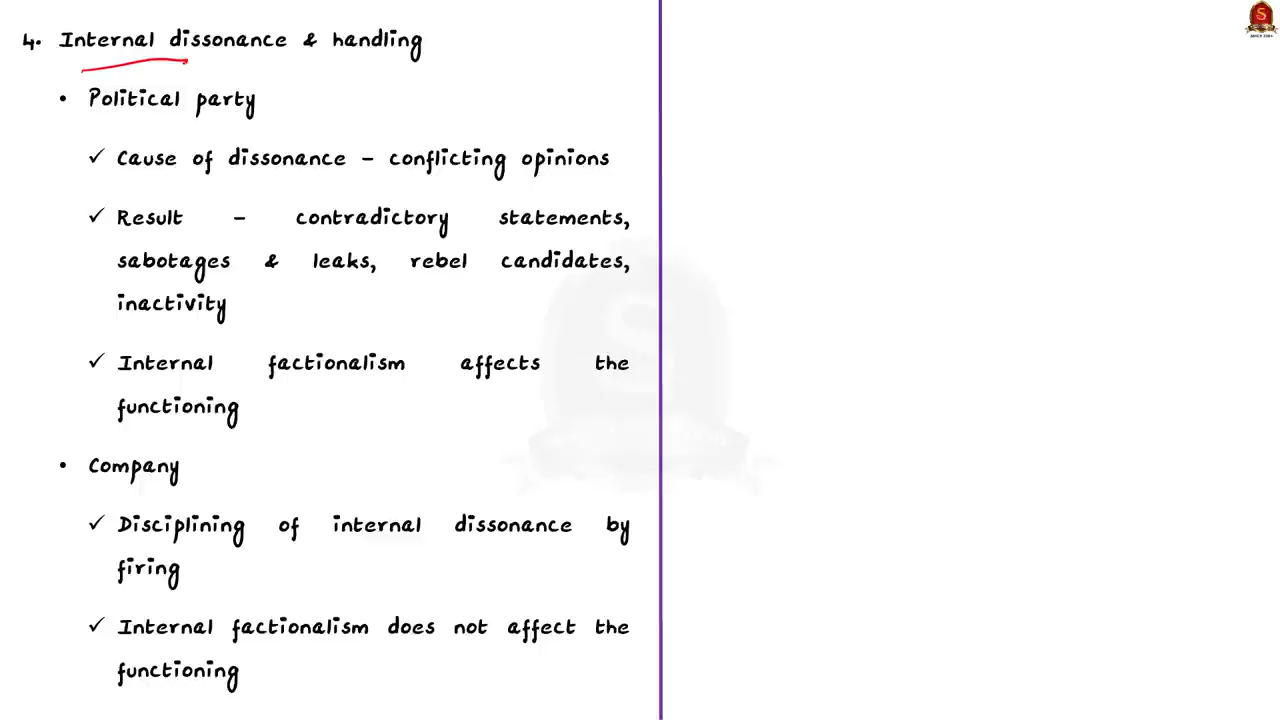 4. Internal dissonance & handling
• Political party
✓ Cause of dissonance – conflicting opinions
✓ Result – contradictory statements,
sabotages & leaks, rebel candidates,
inactivity
✓ Internal factionalism affects the
functioning
• Company
✓ Disciplining of internal dissonance by
firing
✓ Internal factionalism does not affect the
functioning
S